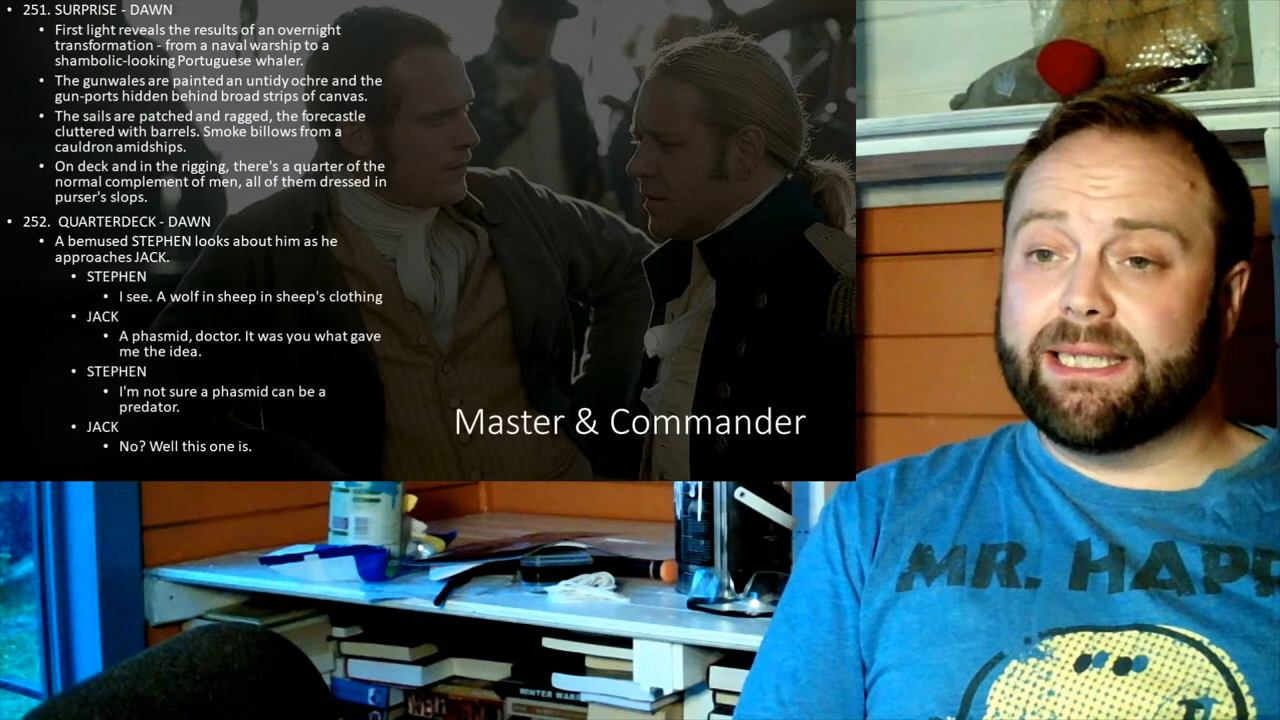 251. SURPRISE - DAWN
First light reveals the results of an overnight
transformation - from a naval warship to a
shambolic-looking Portuguese whaler.
The gunwales are painted an untidy ochre and the
gun-ports hidden behind broad strips of canvas.
The sails are patched and ragged, the forecastle
cluttered with barrels. Smoke billows from a
cauldron amidships.
On deck and in the rigging, there's a quarter of the
normal complement of men, all of them dressed in
purser's slops.
252. QUARTERDECK - DAWN
A bemused STEPHEN looks about him as he
approaches JACK.
STEPHEN
I see. A wolf in sheep in sheep's clothing
JACK
A phasmid, doctor. It was you what gave
me the idea.
STEPHEN
I'm not sure a phasmid can be a
predator.
JACK
No? Well this one is.
Master & Commander
MR. HAPP